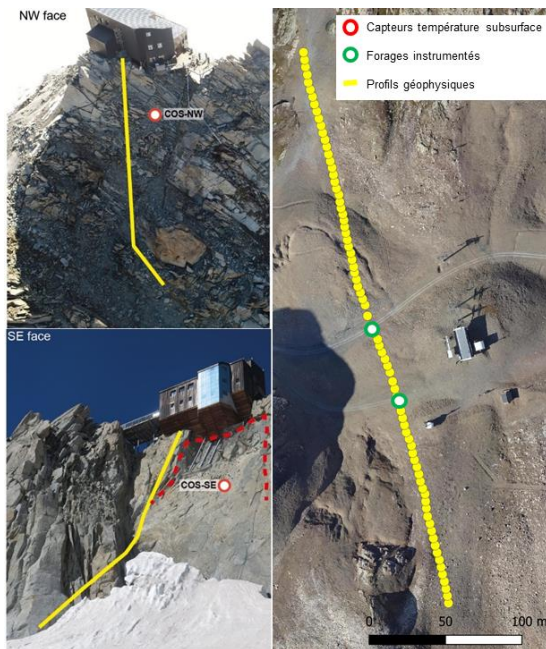 NW face
COS-NW
SE face
COS-SE
Capteurs température subsurface
Forages instrumentés
Profils géophysiques
0 50 100 m